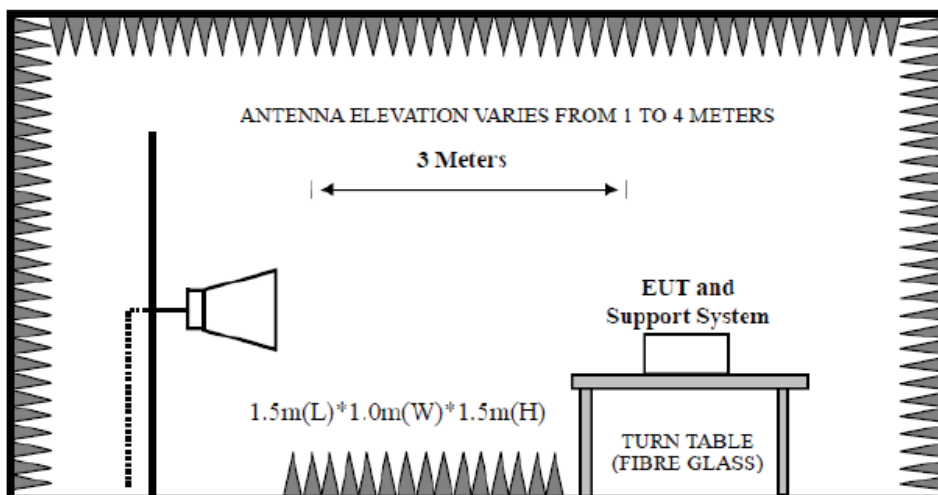 ANTENNA ELEVATION VARIES FROM 1 TO 4 METERS
3 Meters
EUT and
Support System
1.5m(L)*1.0m(W)*1.5m(H)
TURN TABLE
(FIBRE GLASS)